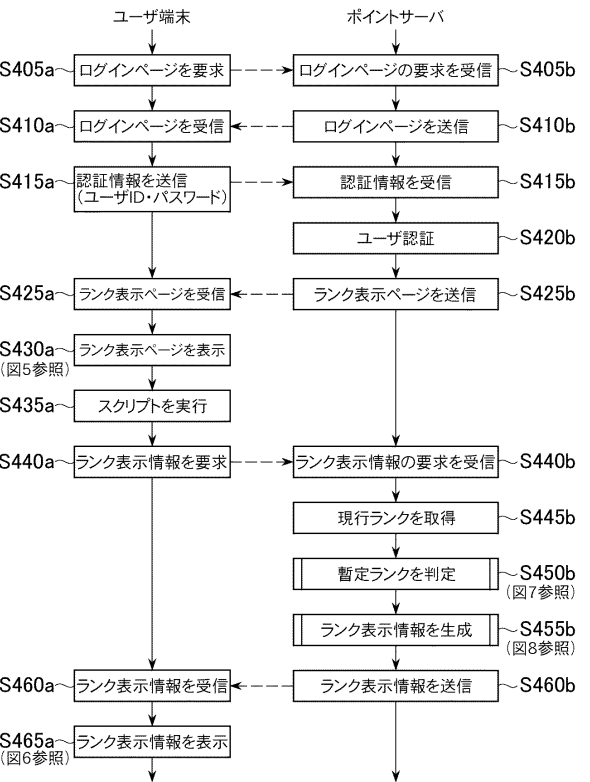 ユーザ端末 ポイントサーバ
S405a ログインページを要求 ログインページの要求を受信 S405b
S410a ログインページを受信 ログインページを送信 S410b
S415a 認証情報を送信 認証情報を受信 S415b
(ユーザID・パスワード)
ユーザ認証 S420b
S425a ランク表示ページを受信 ランク表示ページを送信 S425b
S430a ランク表示ページを表示
(図5参照)
S435a スクリプトを実行
S440a ランク表示情報を要求 ランク表示情報の要求を受信 S440b
現行ランクを取得 S445b
暫定ランクを判定 S450b
(図7参照)
ランク表示情報を生成 S455b
(図8参照)
S460a ランク表示情報を受信 ランク表示情報を送信 S460b
S465a ランク表示情報を表示
(図6参照)